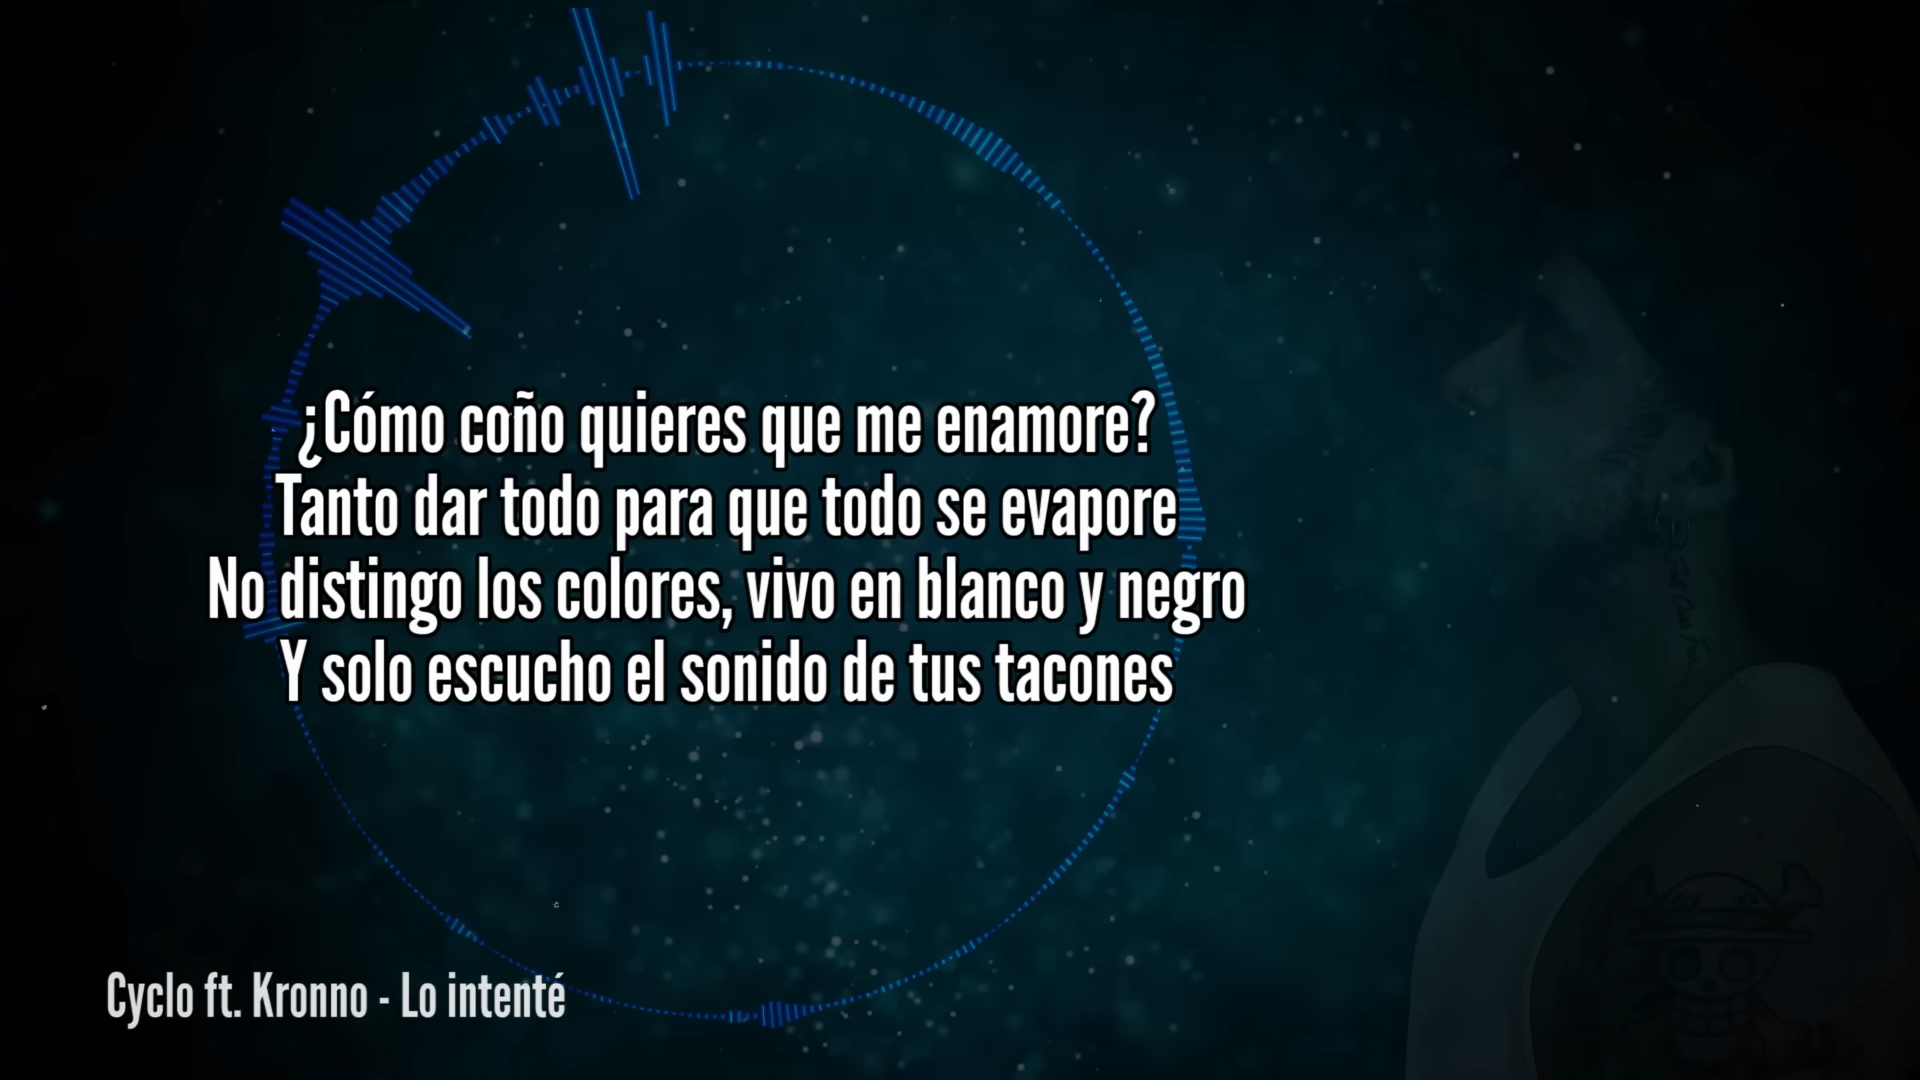 ¿Cómo coño quieres que me enamore?
Tanto dar todo para que todo se evapore
No distingo los colores, vivo en blanco y negro
Y solo escucho el sonido de tus tacones
Cyclo ft. Kronno - Lo intenté